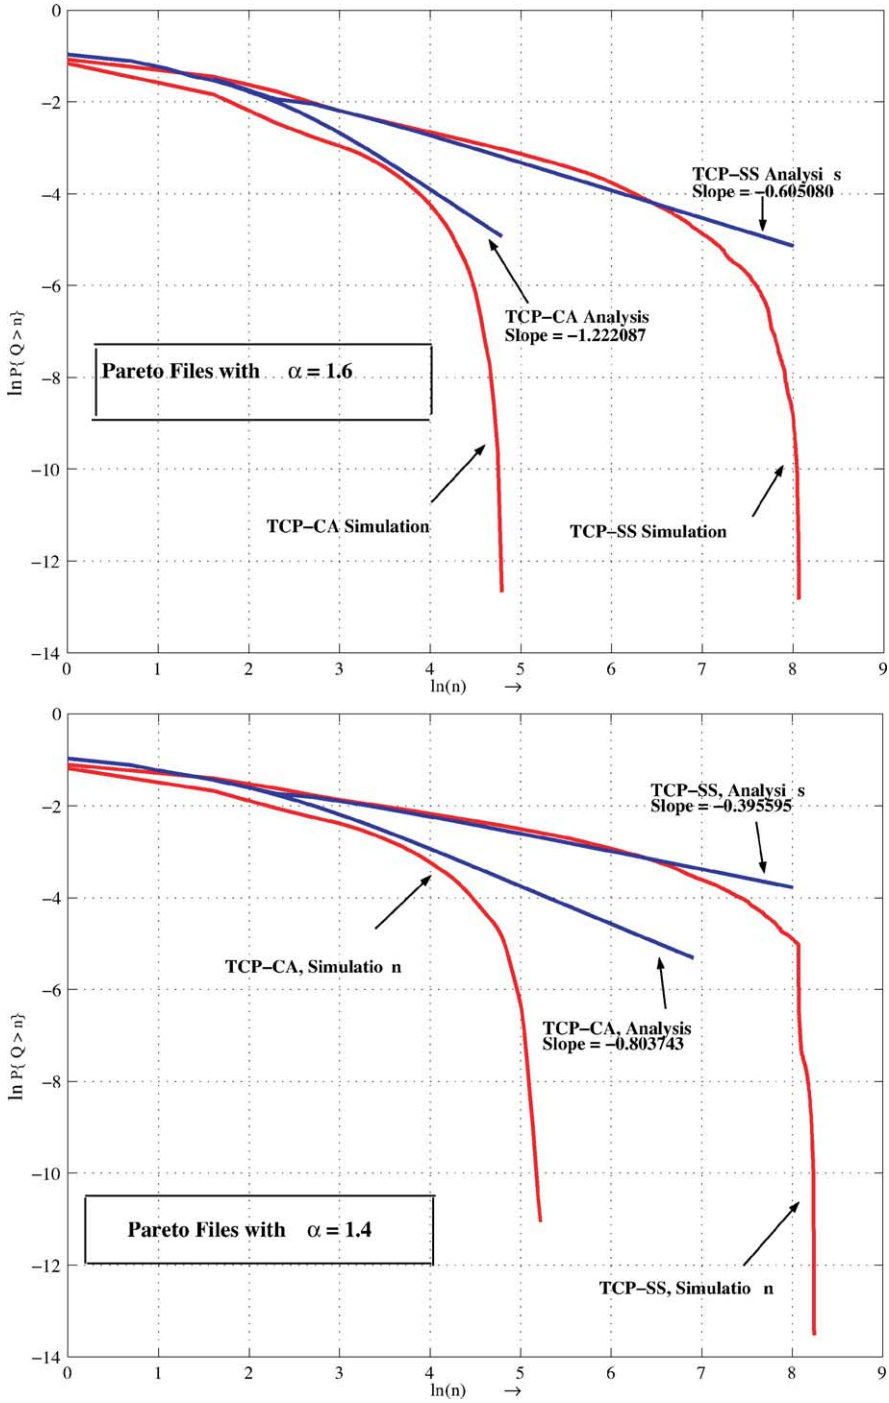 0
−2
−4
−6
−8
−10
−12
−14
ln P{ Q > n}
TCP−SS Analysi s
Slope = −0.605080
TCP−CA Analysis
Slope = −1.222087
Pareto Files with α = 1.6
TCP−CA Simulation
TCP−SS Simulation
0 1 2 3 4 5 6 7 8 9
ln(n) →
0
−2
−4
−6
−8
−10
−12
−14
ln P{ Q > n}
TCP−SS, Analysi s
Slope = −0.395595
TCP−CA, Simulatio n
TCP−CA, Analysis
Slope = −0.803743
Pareto Files with α = 1.4
TCP−SS, Simulatio n
0 1 2 3 4 5 6 7 8 9
ln(n) →